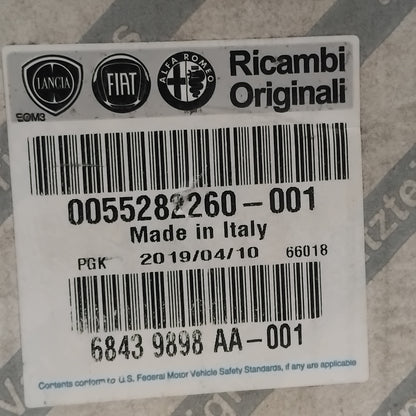 LANCIA FIAT ALFA ROMEO Ricambi
Originali
EOM3
0055282260-001
Made in Italy
PGK 2019/04/10 66018
6843 9898 AA-001
Contents conform to U.S. Federal Motor Vehicle Safety Standards, if any are applicable